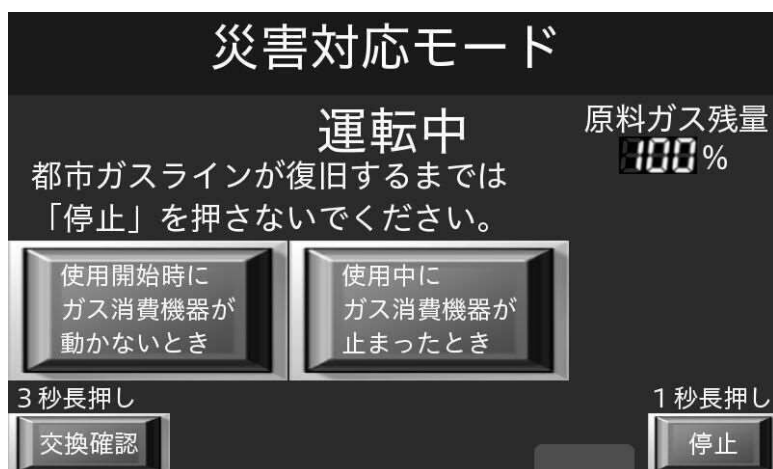 災害対応モード
運転中
原料ガス残量
100%
都市ガスラインが復旧するまでは
「停止」を押さないでください。
使用開始時に
ガス消費機器が
動かないとき
使用中に
ガス消費機器が
止まったとき
3秒長押し
交換確認
1秒長押し
停止